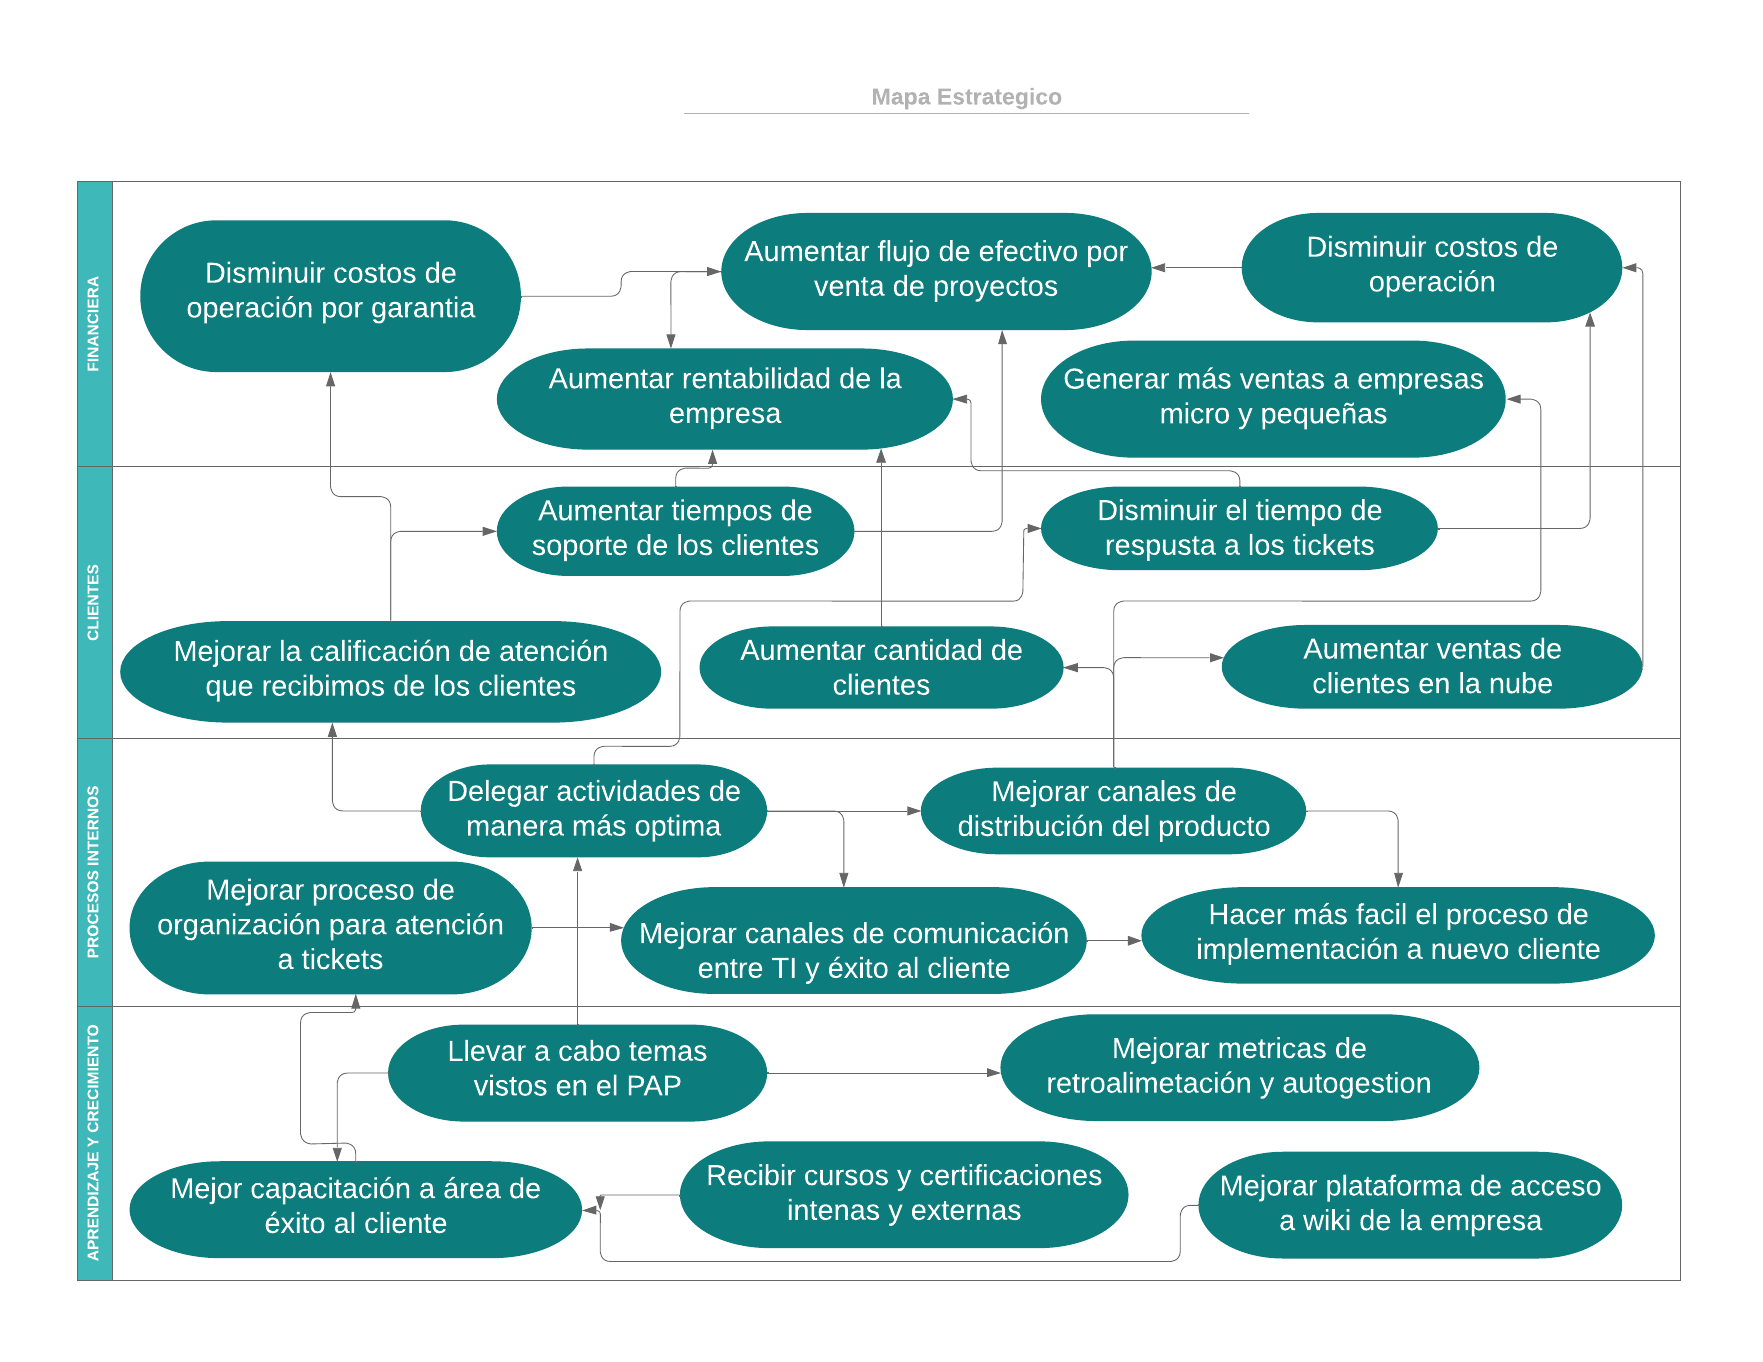 Mapa Estrategico
FINANCIERA
Disminuir costos de
operación por garantia
Aumentar flujo de efectivo por
venta de proyectos
Disminuir costos de
operación
Aumentar rentabilidad de la
empresa
Generar más ventas a empresas
micro y pequeñas
CLIENTES
Aumentar tiempos de
soporte de los clientes
Disminuir el tiempo de
respusta a los tickets
Mejorar la calificación de atención
que recibimos de los clientes
Aumentar cantidad de
clientes
Aumentar ventas de
clientes en la nube
PROCESOS INTERNOS
Delegar actividades de
manera más optima
Mejorar canales de
distribución del producto
Mejorar proceso de
organización para atención
a tickets
Mejorar canales de comunicación
entre TI y éxito al cliente
Hacer más facil el proceso de
implementación a nuevo cliente
APRENDIZAJE Y CRECIMIENTO
Llevar a cabo temas
vistos en el PAP
Mejorar metricas de
retroalimetación y autogestion
Mejor capacitación a área de
éxito al cliente
Recibir cursos y certificaciones
intenas y externas
Mejorar plataforma de acceso
a wiki de la empresa